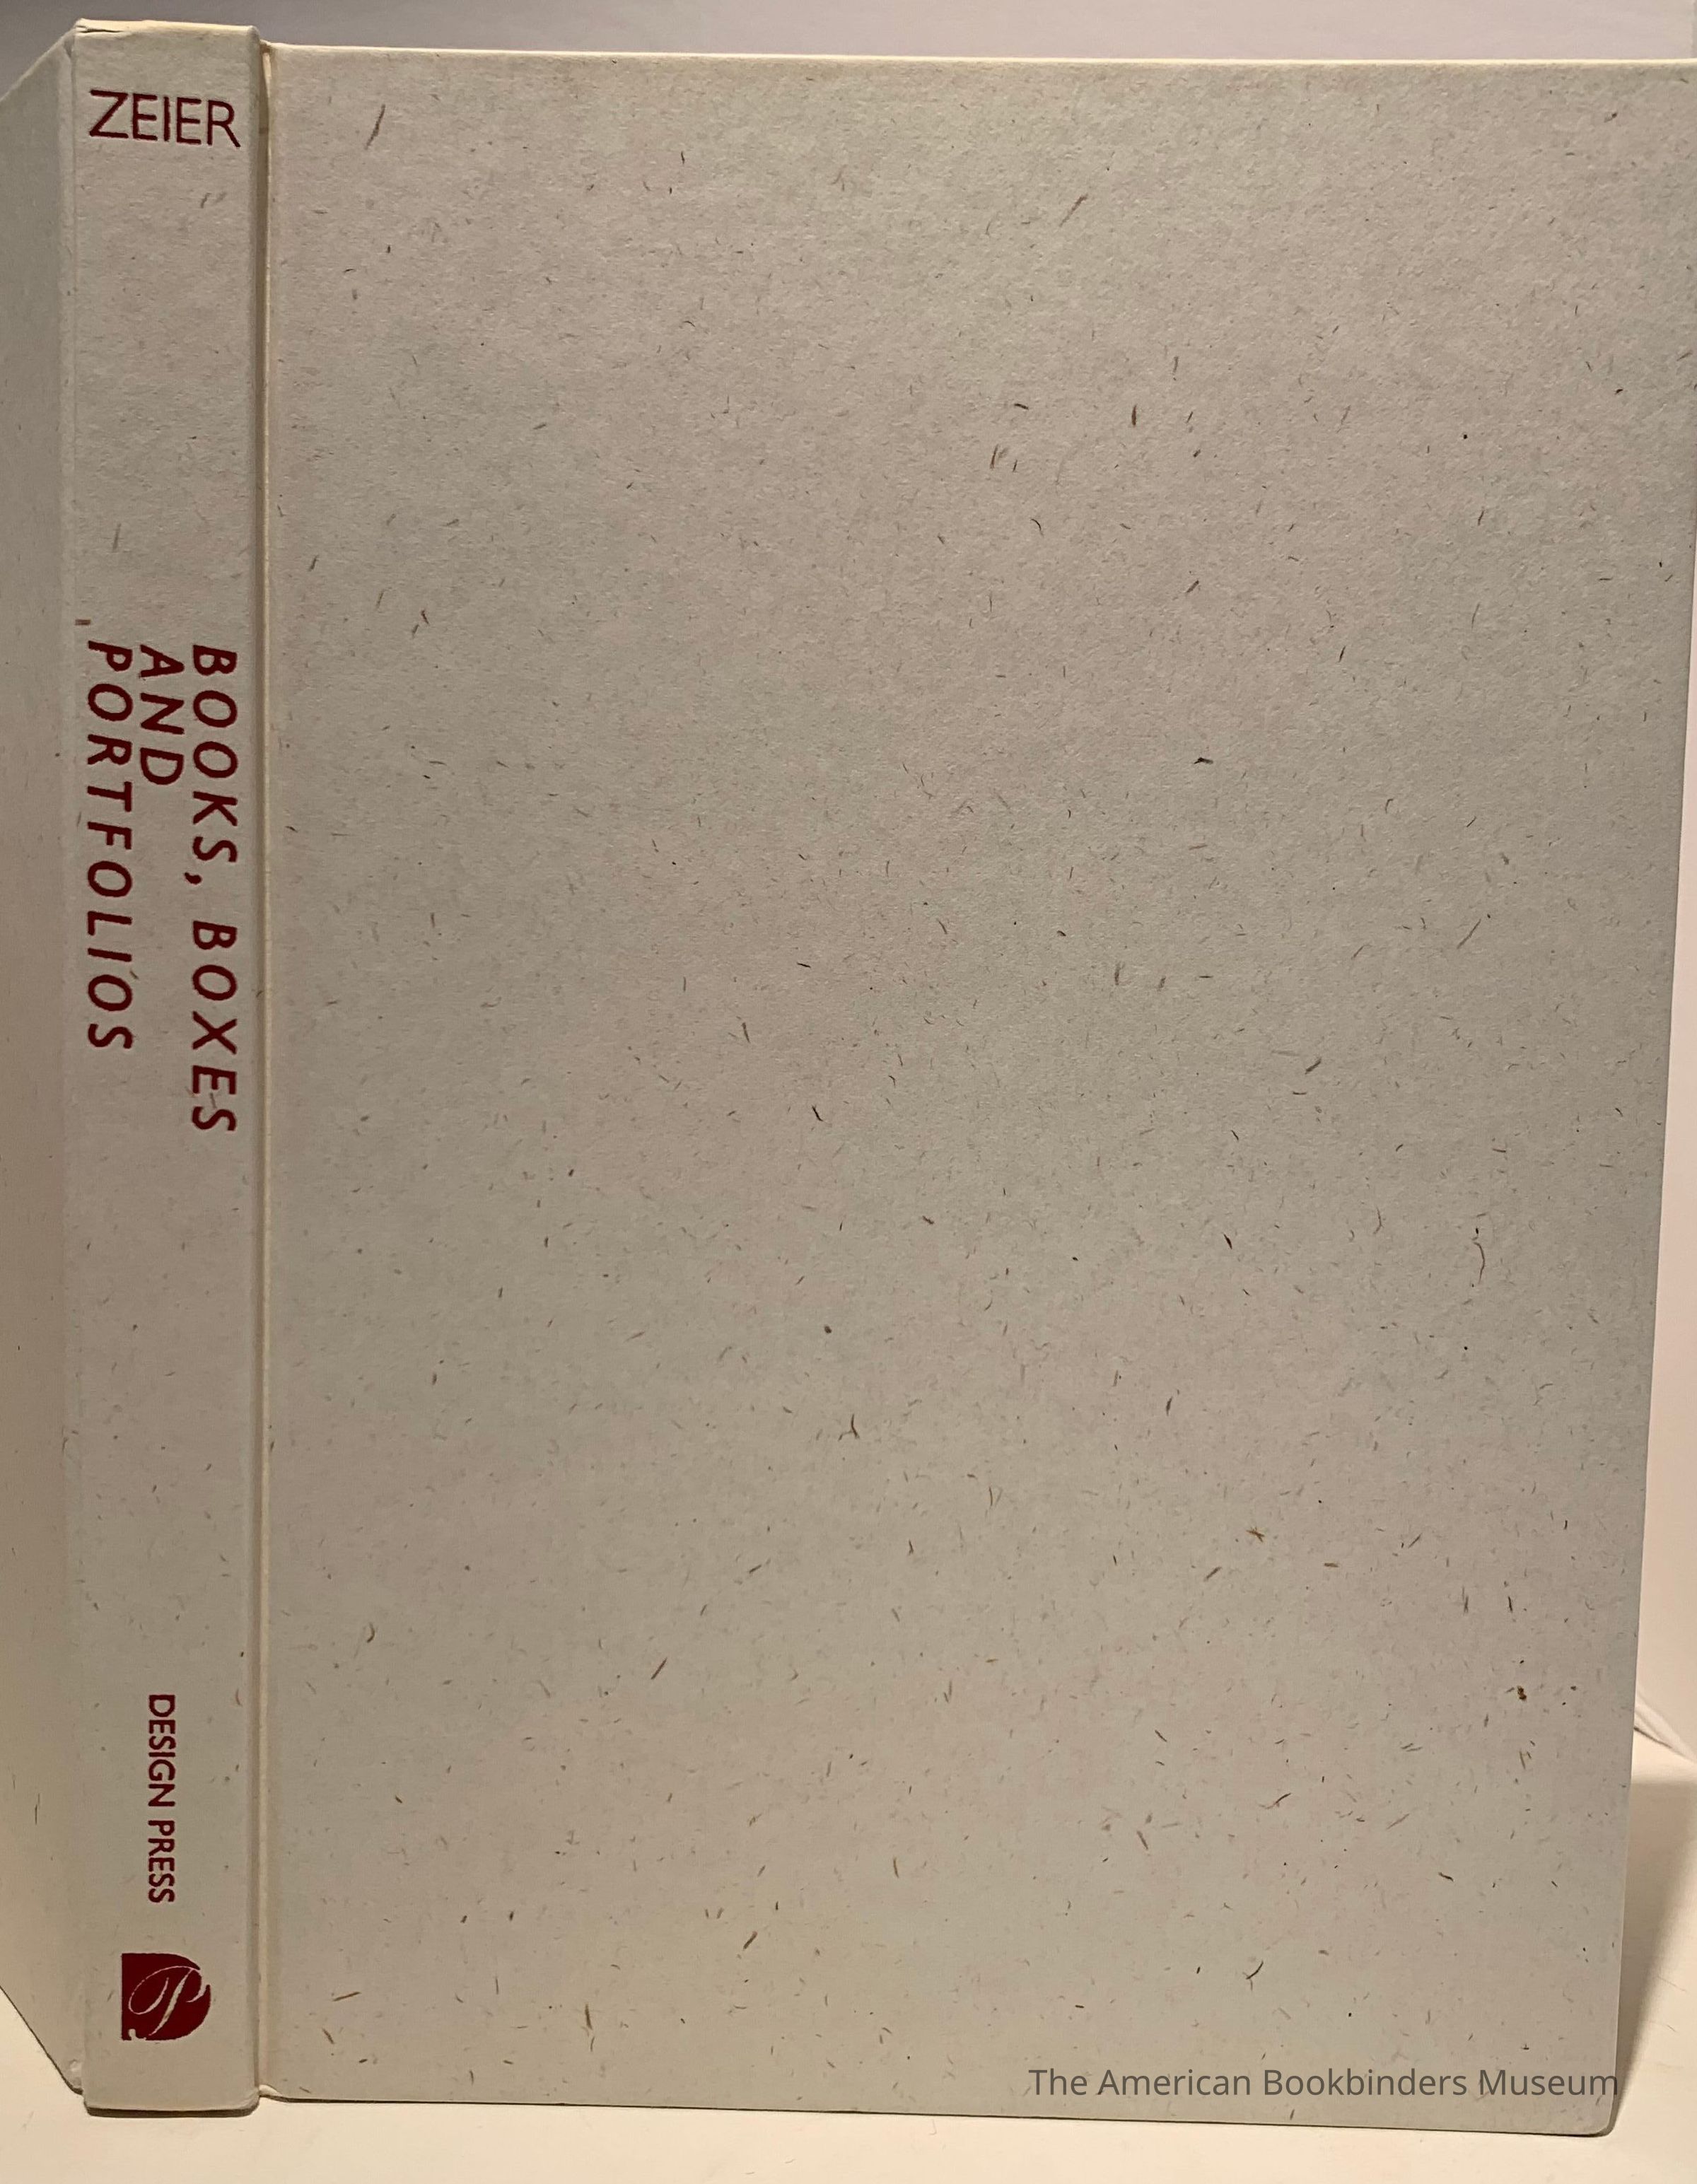 ZEIER
BOOKS, BOXES
AND
PORTFOLIOS
DESIGN PRESS
P
The American Bookbinders Museum